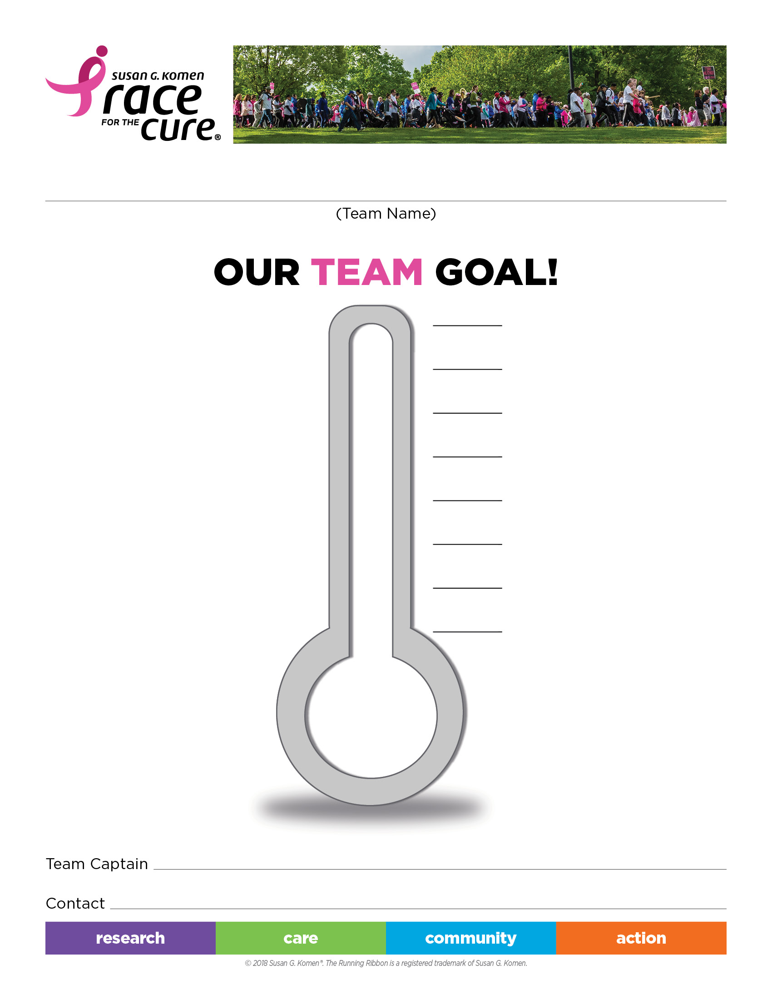 susan g. komen
race
FOR THE cure®
(Team Name)
OUR TEAM GOAL!
Team Captain
Contact
research care community action
© 2018 Susan G. Komen®. The Running Ribbon is a registered trademark of Susan G. Komen.